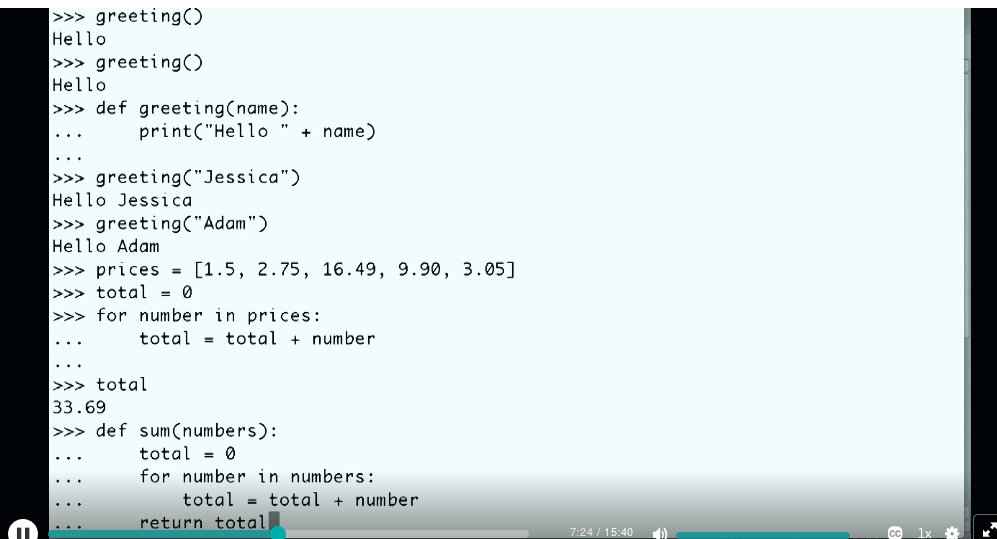 >>> greeting()
Hello
>>> greeting()
Hello
>>> def greeting(name):
...     print("Hello " + name)
...
>>> greeting("Jessica")
Hello Jessica
>>> greeting("Adam")
Hello Adam
>>> prices = [1.5, 2.75, 16.49, 9.90, 3.05]
>>> total = 0
>>> for number in prices:
...     total = total + number
...
>>> total
33.69
>>> def sum(numbers):
...     total = 0
...     for number in numbers:
...         total = total + number
...     return total
7:24 / 15:40 CC 1x